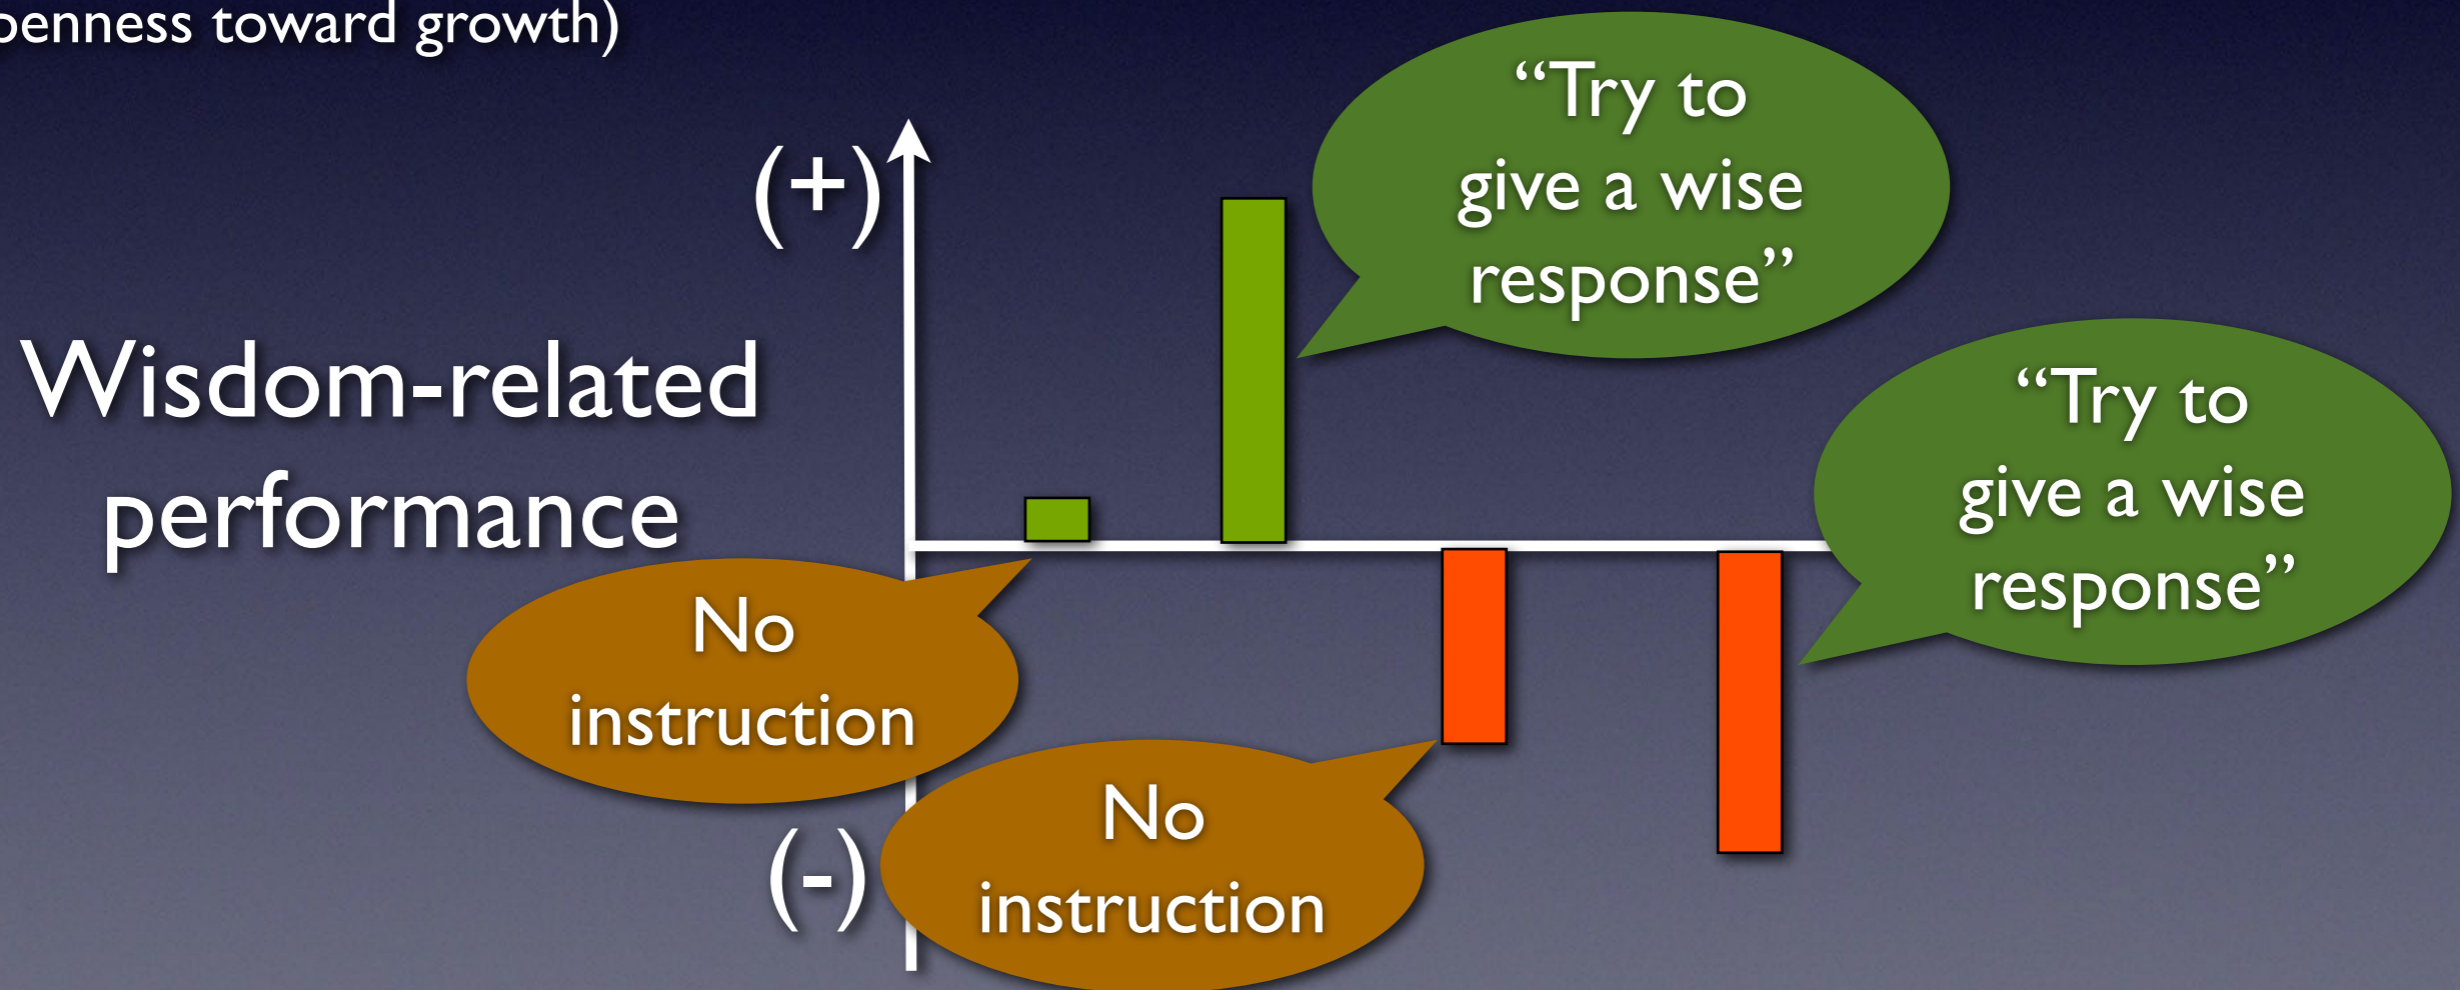 penness toward growth)
(+)
“Try to
give a wise
response”
Wisdom-related
performance
“Try to
give a wise
response”
No
instruction
No
instruction
(-)